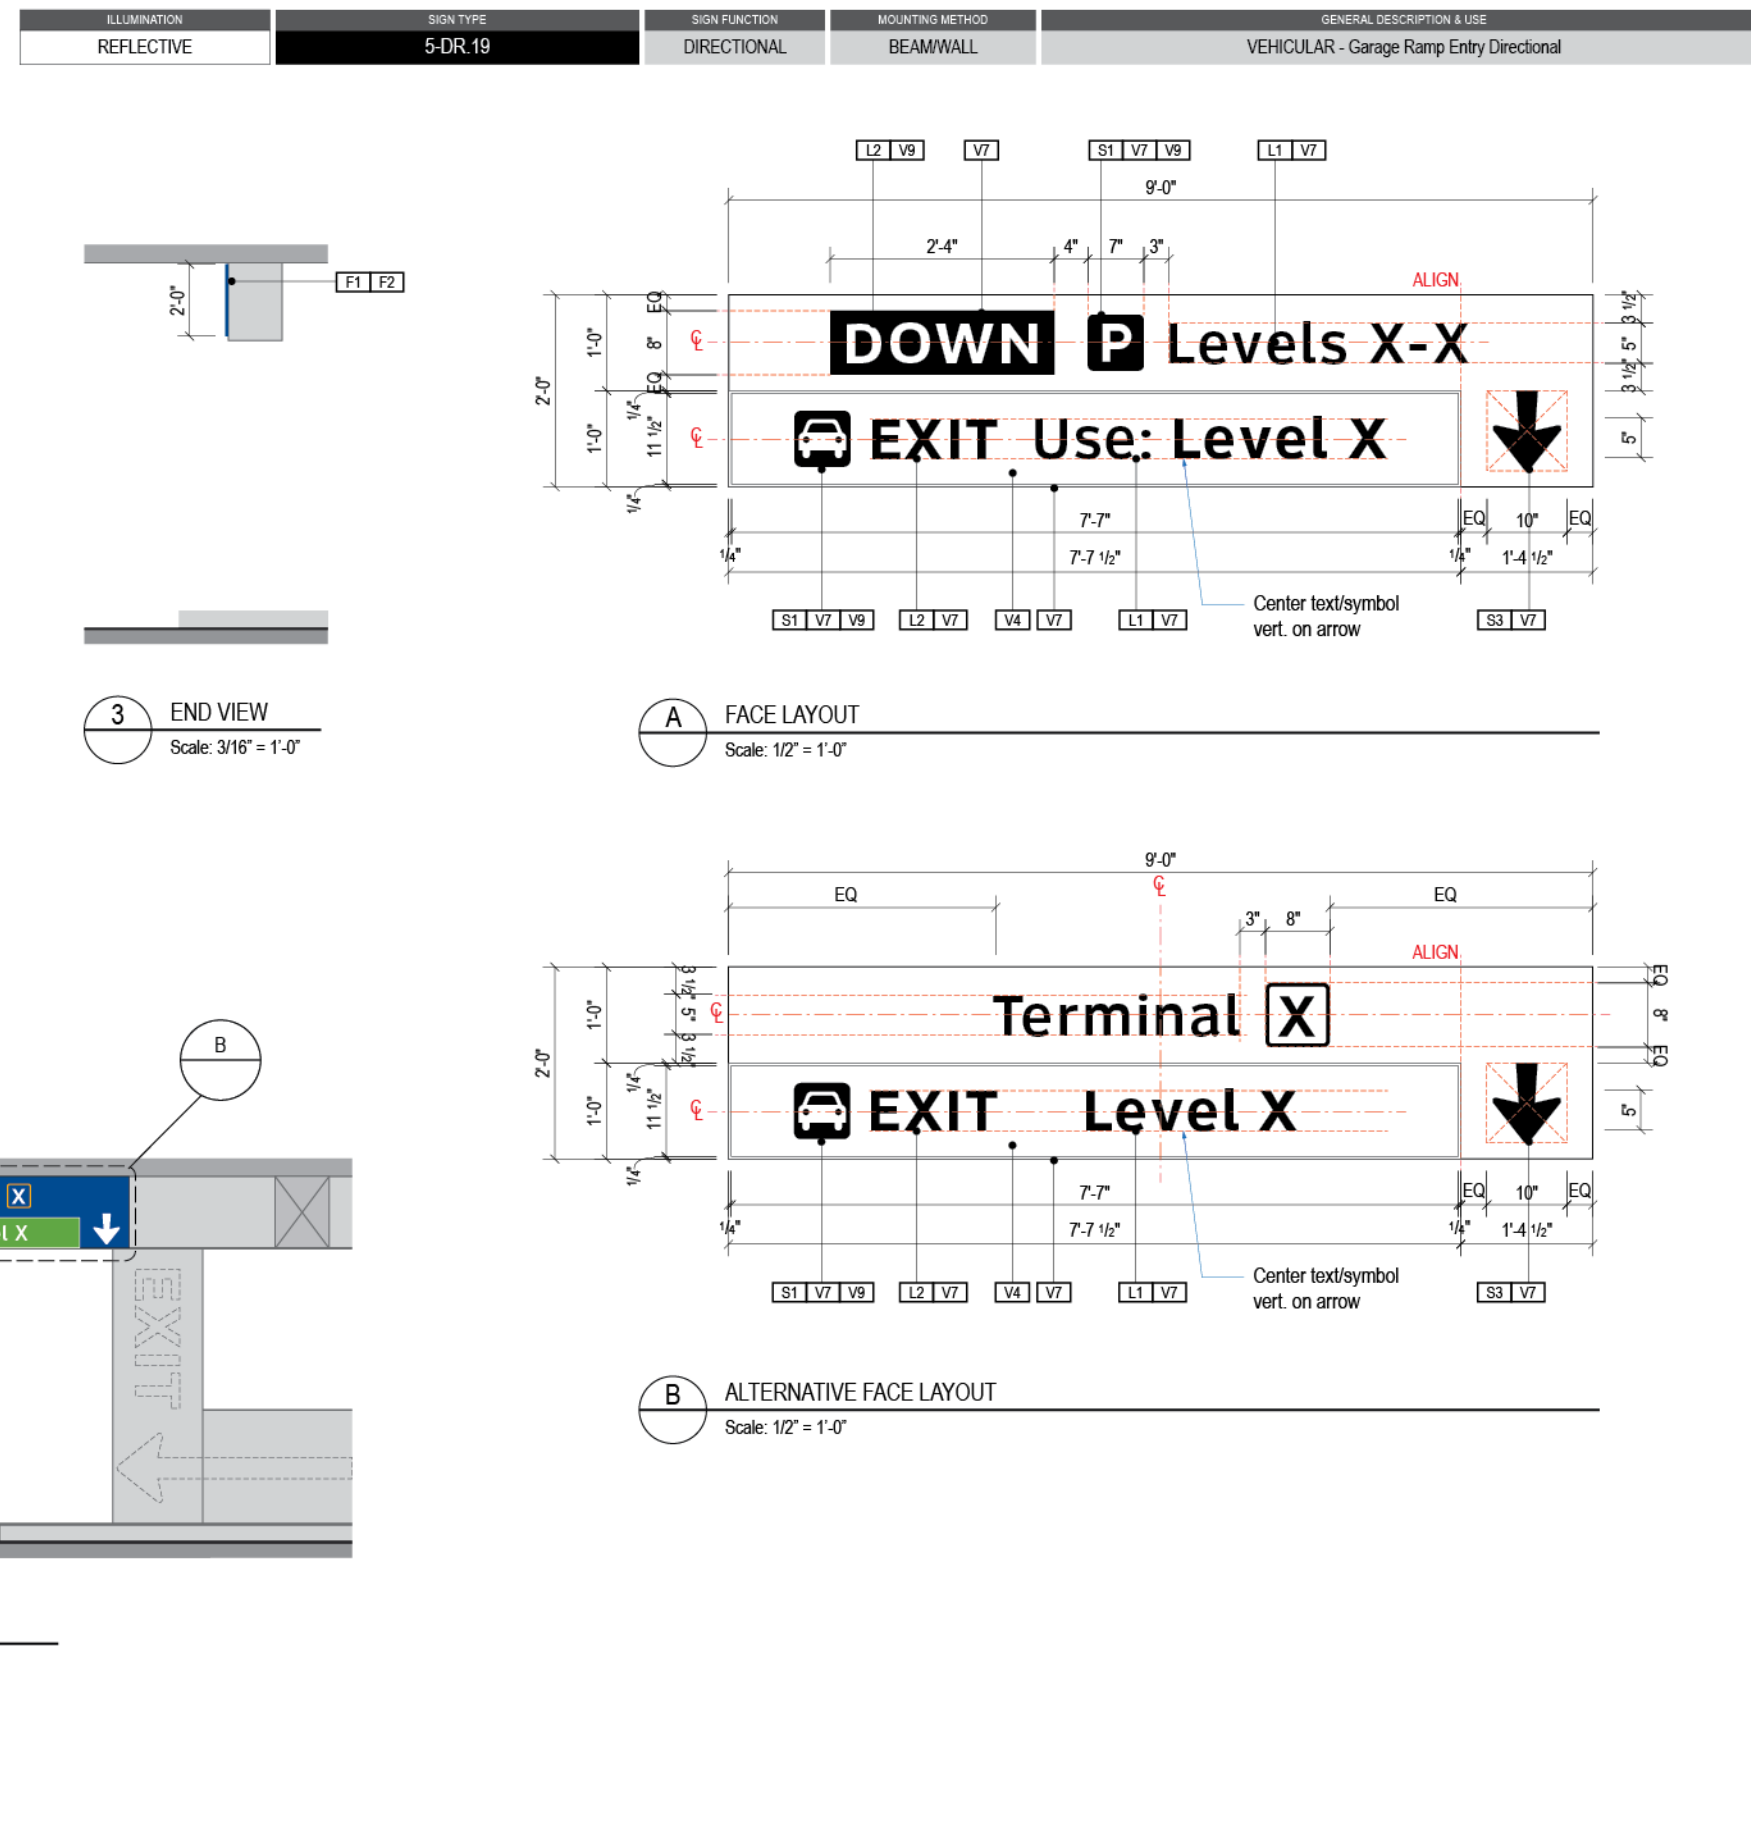 ILLUMINATION
REFLECTIVE
SIGN TYPE
5-DR.19
SIGN FUNCTION
DIRECTIONAL
MOUNTING METHOD
BEAM/WALL
GENERAL DESCRIPTION & USE
VEHICULAR - Garage Ramp Entry Directional
2'-0"
F1 F2
3 END VIEW
Scale: 3/16" = 1'-0"
L2 V9
V7
S1 V7 V9
L1 V7
9'-0"
2'-4" 4" 7" 3"
ALIGN
2'-0"
1'-0"
1'-0"
EQ
8"
EQ
1/4"
11 1/2"
1/4"
℄
DOWN P Levels X-X
℄
EXIT Use: Level X
3 1/2"
5"
3 1/2"
5"
7'-7" EQ 10" EQ
1/4" 7'-7 1/2" 1/4" 1'-4 1/2"
S1 V7 V9
L2 V7
V4
V7
L1 V7
Center text/symbol
vert. on arrow
S3 V7
A FACE LAYOUT
Scale: 1/2" = 1'-0"
9'-0"
℄
EQ
EQ
3" 8"
ALIGN
2'-0"
1'-0"
1'-0"
3 1/2"
5"
3 1/2"
1/4"
11 1/2"
1/4"
℄
Terminal X
℄
EXIT Level X
EQ
8"
EQ
5"
7'-7" EQ 10" EQ
1/4" 7'-7 1/2" 1/4" 1'-4 1/2"
S1 V7 V9
L2 V7
V4
V7
L1 V7
Center text/symbol
vert. on arrow
S3 V7
B ALTERNATIVE FACE LAYOUT
Scale: 1/2" = 1'-0"
B
X
l X
EXIT